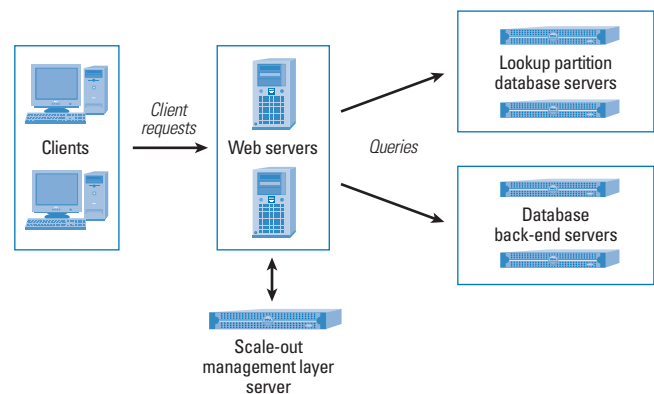 Clients
Client
requests
Web servers
Queries
Lookup partition
database servers
Database
back-end servers
Scale-out
management layer
server